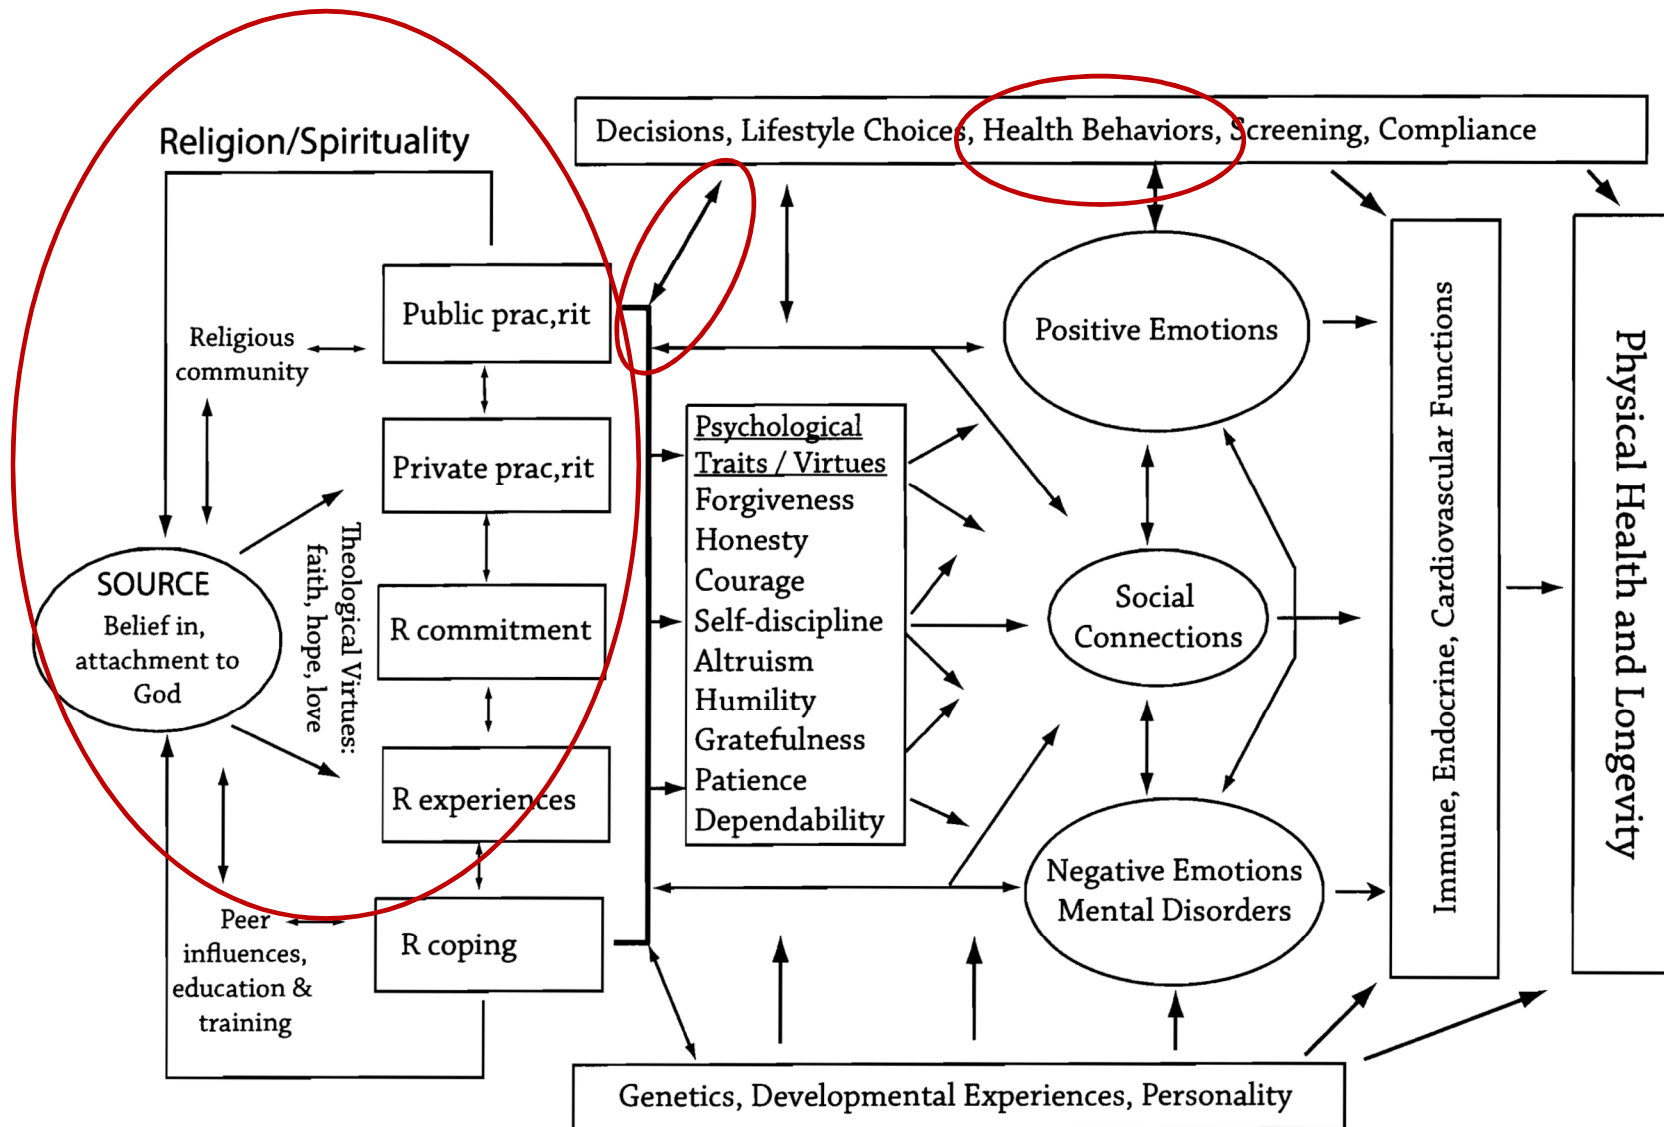 Religion/Spirituality
Decisions, Lifestyle Choices, Health Behaviors, Screening, Compliance
Public prac,rit
Religious
community
Private prac,rit
Theological Virtues:
faith, hope, love
SOURCE
Belief in,
attachment to
God
R commitment
R experiences
R coping
Peer
influences,
education &
training
Psychological
Traits / Virtues
Forgiveness
Honesty
Courage
Self-discipline
Altruism
Humility
Gratefulness
Patience
Dependability
Positive Emotions
Social
Connections
Negative Emotions
Mental Disorders
Immune, Endocrine, Cardiovascular Functions
Physical Health and Longevity
Genetics, Developmental Experiences, Personality